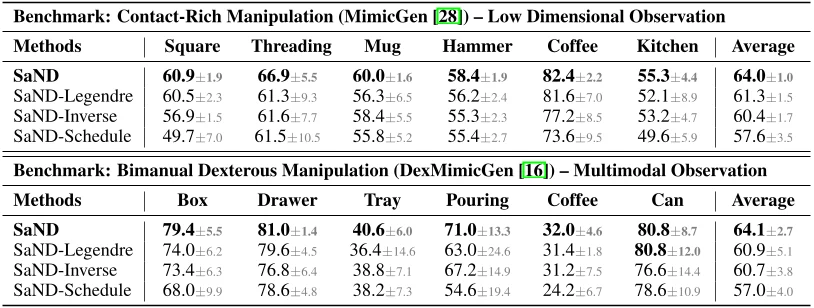 Benchmark: Contact-Rich Manipulation (MimicGen [28]) – Low Dimensional Observation
Methods Square Threading Mug Hammer Coffee Kitchen Average
SaND 60.9±1.9 66.9±5.5 60.0±1.6 58.4±1.9 82.4±2.2 55.3±4.4 64.0±1.0
SaND-Legendre 60.5±2.3 61.3±9.3 56.3±6.5 56.2±2.4 81.6±7.0 52.1±8.9 61.3±1.5
SaND-Inverse 56.9±1.5 61.6±7.7 58.4±5.5 55.3±2.3 77.2±8.5 53.2±4.7 60.4±1.7
SaND-Schedule 49.7±7.0 61.5±10.5 55.8±5.2 55.4±2.7 73.6±9.5 49.6±5.9 57.6±3.5
Benchmark: Bimanual Dexterous Manipulation (DexMimicGen [16]) – Multimodal Observation
Methods Box Drawer Tray Pouring Coffee Can Average
SaND 79.4±5.5 81.0±1.4 40.6±6.0 71.0±13.3 32.0±4.6 80.8±8.7 64.1±2.7
SaND-Legendre 74.0±6.2 79.6±4.5 36.4±14.6 63.0±24.6 31.4±1.8 80.8±12.0 60.9±5.1
SaND-Inverse 73.4±6.3 76.8±6.4 38.8±7.1 67.2±14.9 31.2±7.5 76.6±14.4 60.7±3.8
SaND-Schedule 68.0±9.9 78.6±4.8 38.2±7.3 54.6±19.4 24.2±6.7 78.6±10.9 57.0±4.0